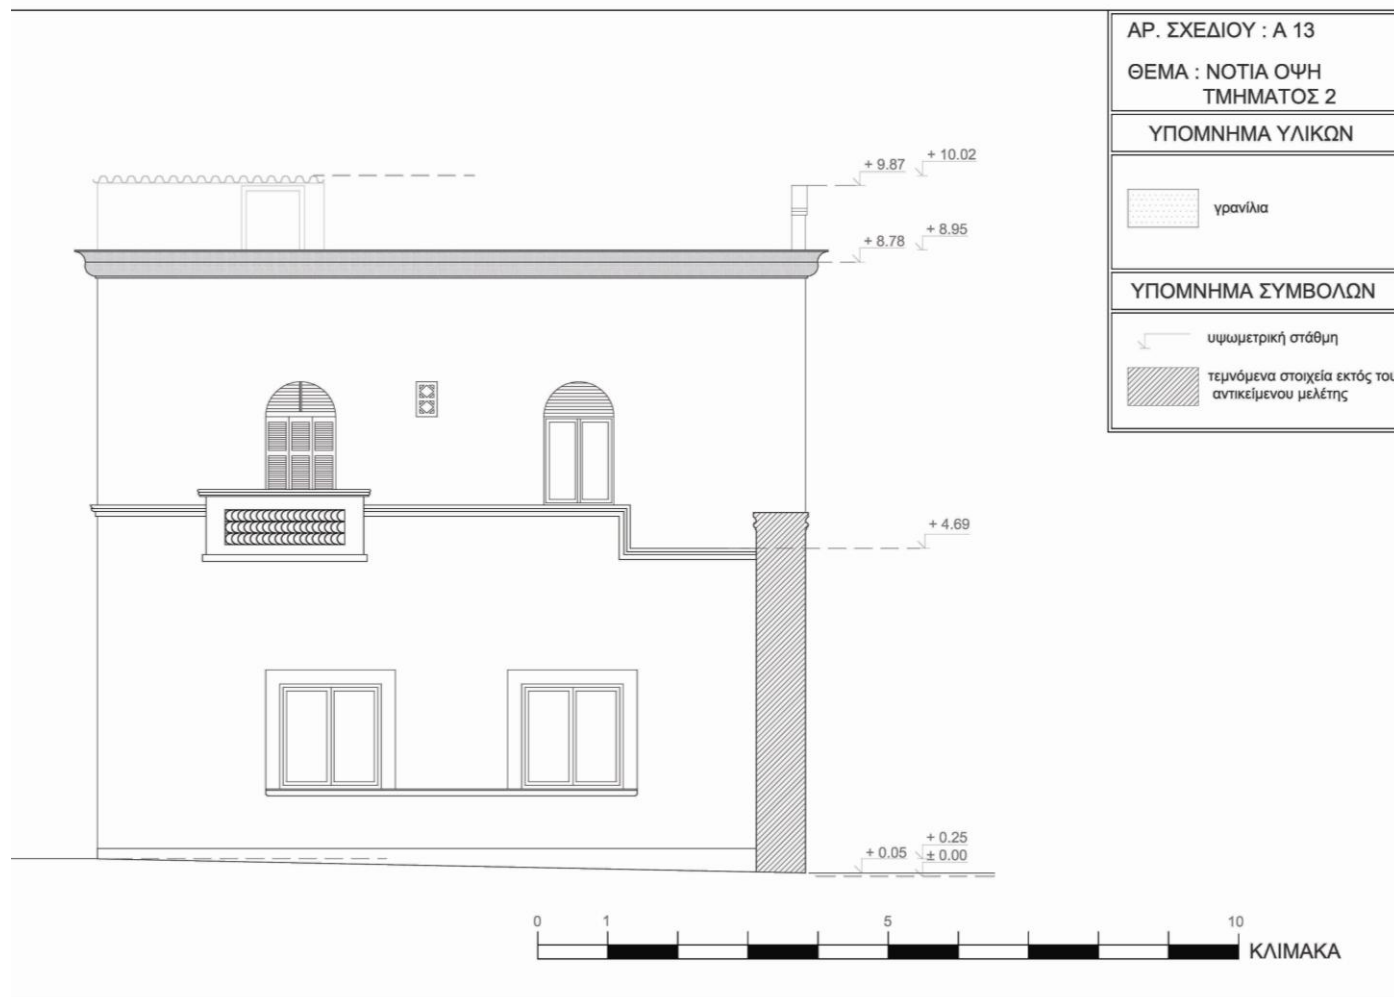 ΑΡ. ΣΧΕΔΙΟΥ : Α 13
ΘΕΜΑ : ΝΟΤΙΑ ΟΨΗ
ΤΜΗΜΑΤΟΣ 2
ΥΠΟΜΝΗΜΑ ΥΛΙΚΩΝ
γρανίλια
ΥΠΟΜΝΗΜΑ ΣΥΜΒΟΛΩΝ
υψωμετρική στάθμη
τεμνόμενα στοιχεία εκτός του
αντικείμενου μελέτης
+ 10.02
+ 9.87
+ 8.95
+ 8.78
+ 4.69
+ 0.25
+ 0.05
± 0.00
0 1 5 10
ΚΛΙΜΑΚΑ